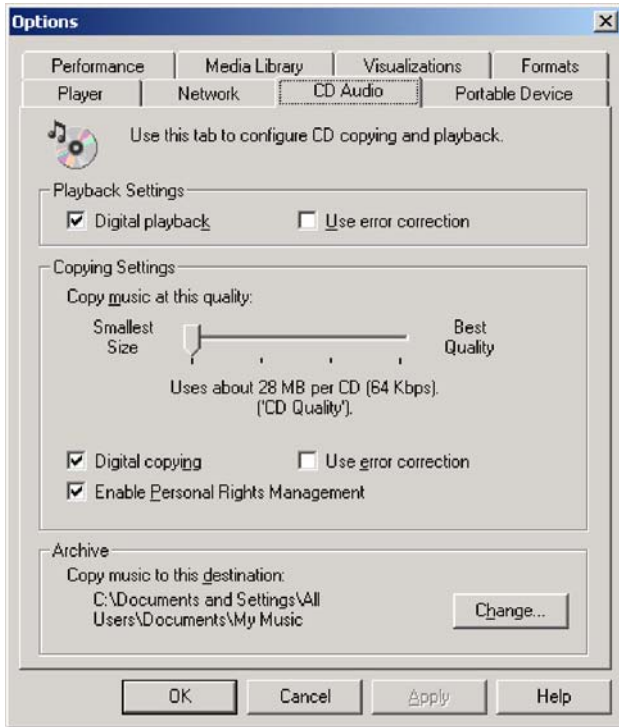 Options
Performance Media Library Visualizations Formats
Player Network CD Audio Portable Device
Use this tab to configure CD copying and playback.
Playback Settings
Digital playback Use error correction
Copying Settings
Copy music at this quality:
Smallest Best
Size Quality
Uses about 28 MB per CD (64 Kbps).
('CD Quality').
Digital copying Use error correction
Enable Personal Rights Management
Archive
Copy music to this destination:
C:\Documents and Settings\All
Users\Documents\My Music
Change...
OK Cancel Apply Help